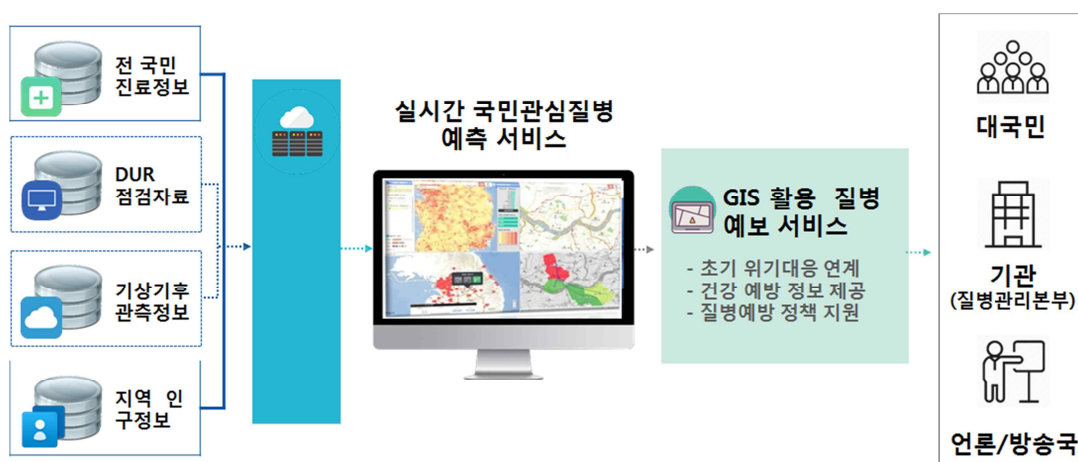 전 국민
진료정보
DUR
점검자료
기상기후
관측정보
지역 인
구정보
실시간 국민관심질병
예측 서비스
GIS 활용 질병
예보 서비스
- 초기 위기대응 연계
- 건강 예방 정보 제공
- 질병예방 정책 지원
대국민
기관
(질병관리본부)
언론/방송국